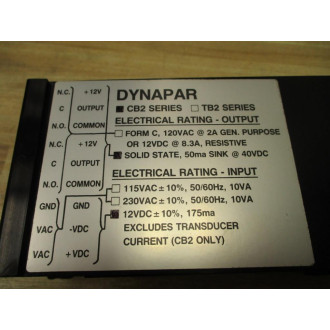 DYNAPAR
■ CB2 SERIES □ TB2 SERIES
ELECTRICAL RATING - OUTPUT
□ FORM C, 120VAC @ 2A GEN. PURPOSE
OR 12VDC @ 8.3A, RESISTIVE
■ SOLID STATE, 50ma SINK @ 40VDC
ELECTRICAL RATING - INPUT
□ 115VAC ± 10%, 50/60Hz, 10VA
□ 230VAC ± 10%, 50/60Hz, 10VA
■ 12VDC ± 10%, 175ma
EXCLUDES TRANSDUCER
CURRENT (CB2 ONLY)
N.C. +12V
C OUTPUT
N.O. COMMON
N.C. +12V
C OUTPUT
N.O. COMMON
GND GND
VAC -VDC
VAC +VDC